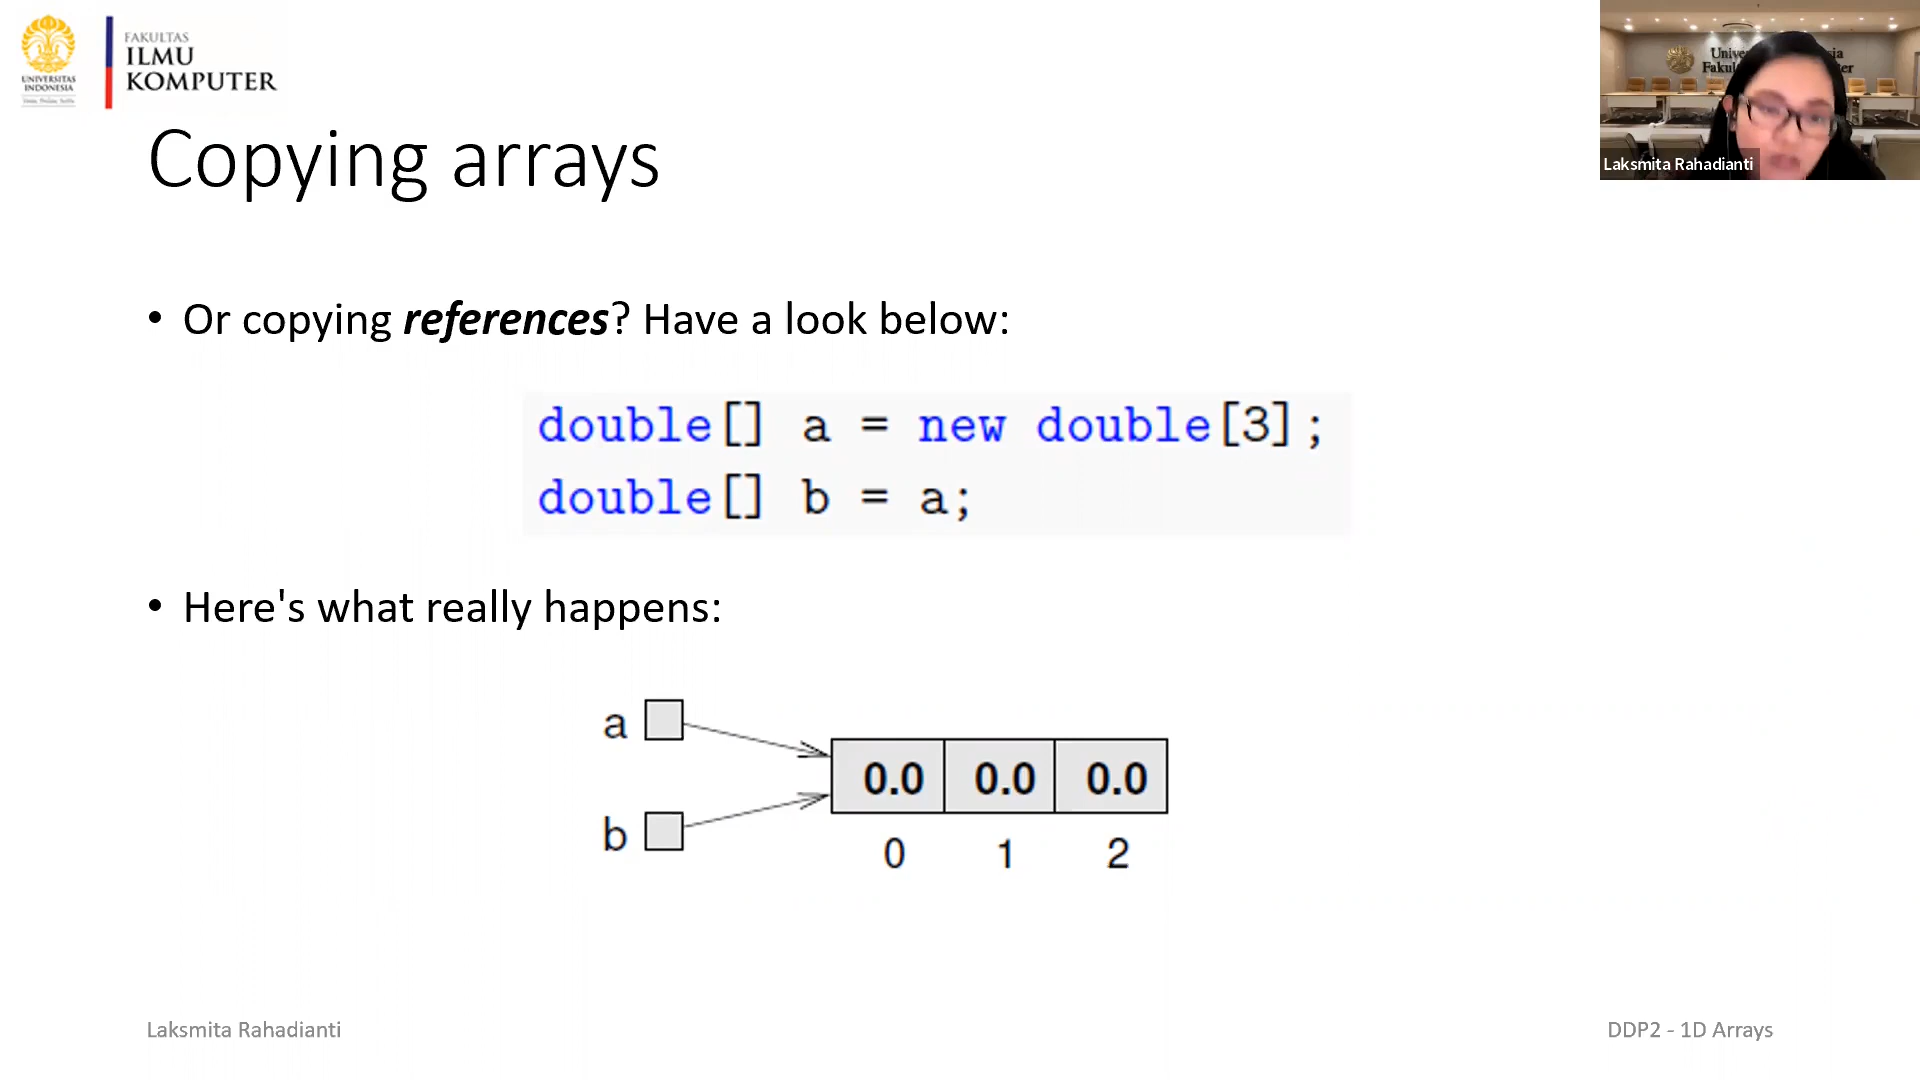 UNIVERSITAS
INDONESIA
FAKULTAS
ILMU
KOMPUTER
Laksmita Rahadianti
Copying arrays
• Or copying references? Have a look below:
double[] a = new double[3];
double[] b = a;
• Here's what really happens:
a
b
0.0 0.0 0.0
0 1 2
Laksmita Rahadianti
DDP2 - 1D Arrays